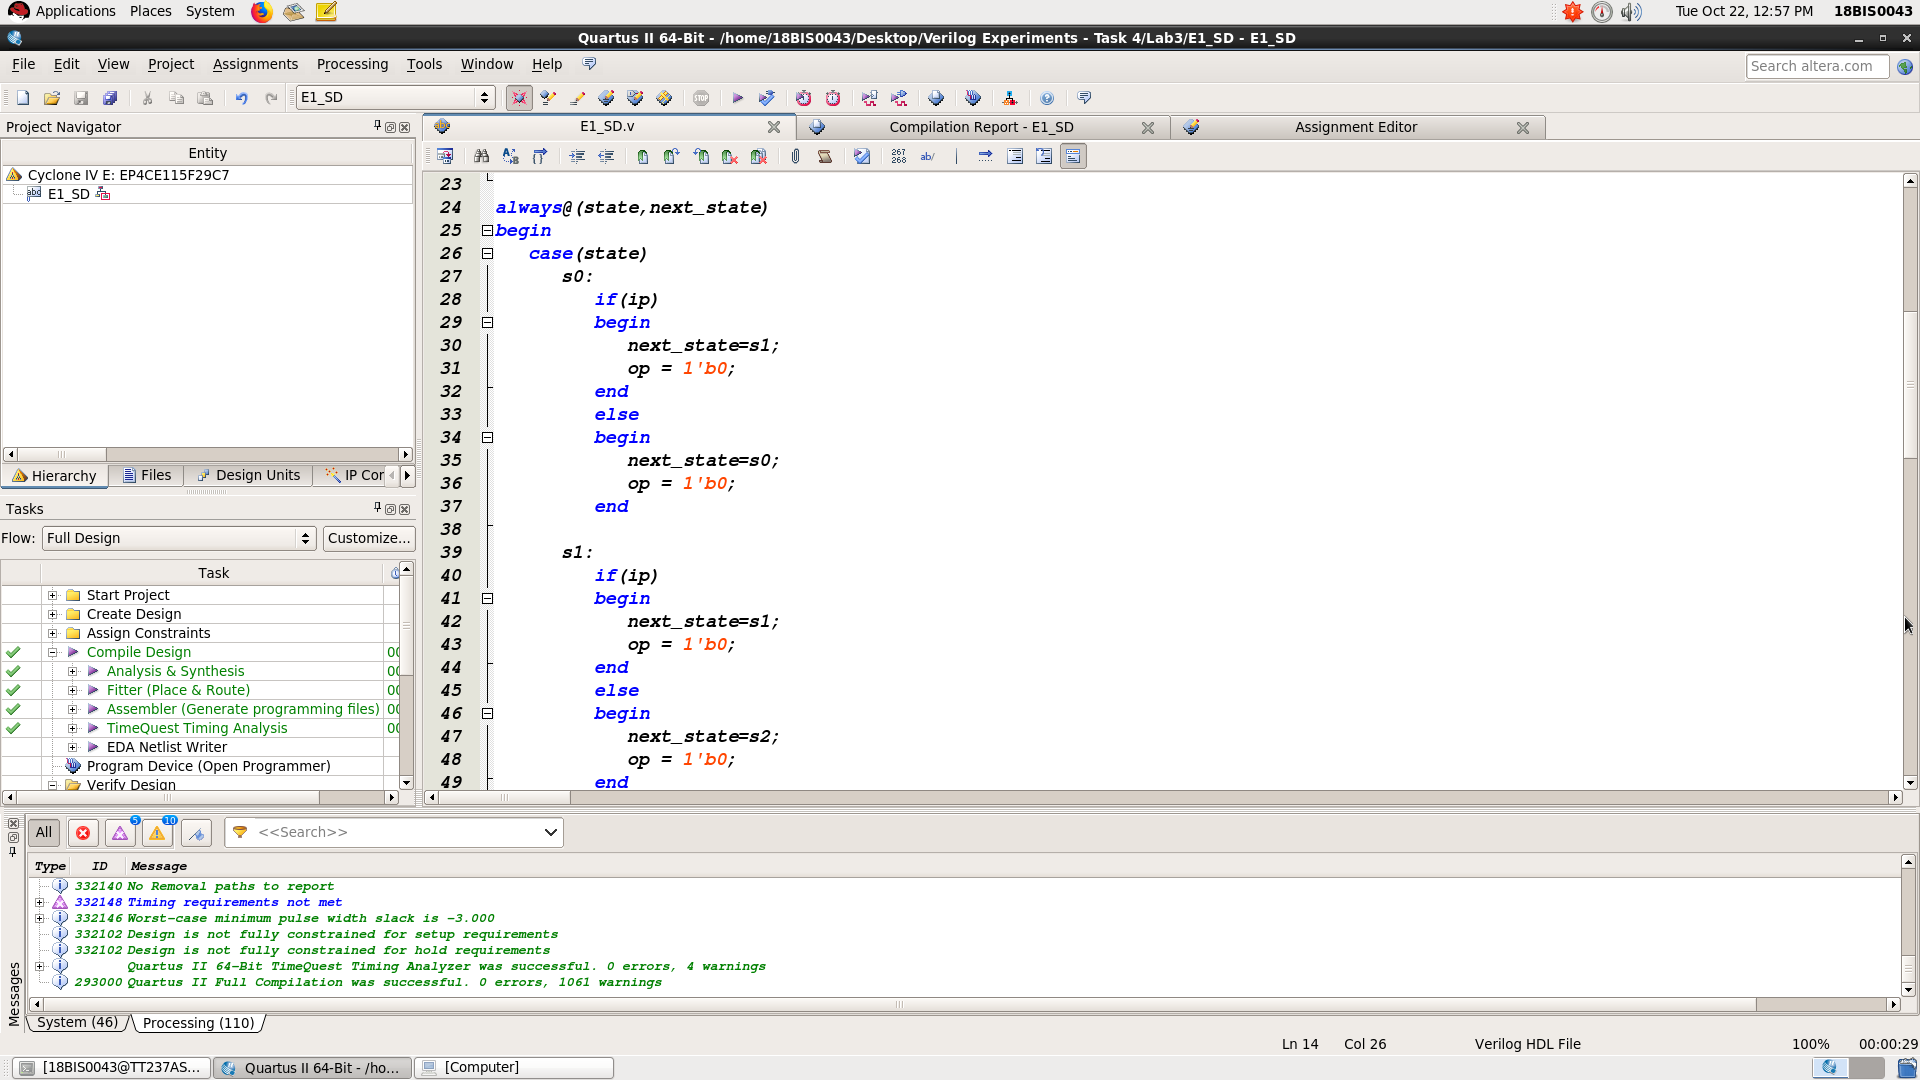 Applications Places System Tue Oct 22, 12:57 PM 18BIS0043
Quartus II 64-Bit - /home/18BIS0043/Desktop/Verilog Experiments - Task 4/Lab3/E1_SD - E1_SD
File Edit View Project Assignments Processing Tools Window Help Search altera.com
STOP E1_SD
Project Navigator
Entity
Cyclone IV E: EP4CE115F29C7
abc E1_SD
Hierarchy Files Design Units IP Cor
Tasks
Flow: Full Design Customize...
Task
Start Project
Create Design
Assign Constraints
Compile Design 00
Analysis & Synthesis 00
Fitter (Place & Route) 00
Assembler (Generate programming files) 00
TimeQuest Timing Analysis 00
EDA Netlist Writer
Program Device (Open Programmer)
Verify Design
E1_SD.v Compilation Report - E1_SD Assignment Editor
267 268 ab/
23
24 always@(state,next_state)
25 begin
26 case(state)
27 s0:
28 if(ip)
29 begin
30 next_state=s1;
31 op = 1'b0;
32 end
33 else
34 begin
35 next_state=s0;
36 op = 1'b0;
37 end
38
39 s1:
40 if(ip)
41 begin
42 next_state=s1;
43 op = 1'b0;
44 end
45 else
46 begin
47 next_state=s2;
48 op = 1'b0;
49 end
All 5 10 <<Search>>
Type ID Message
332140 No Removal paths to report
332148 Timing requirements not met
332146 Worst-case minimum pulse width slack is -3.000
332102 Design is not fully constrained for setup requirements
332102 Design is not fully constrained for hold requirements
Quartus II 64-Bit TimeQuest Timing Analyzer was successful. 0 errors, 4 warnings
293000 Quartus II Full Compilation was successful. 0 errors, 1061 warnings
Messages
System (46) Processing (110)
Ln 14 Col 26 Verilog HDL File 100% 00:00:29
[18BIS0043@TT237AS... Quartus II 64-Bit - /ho... [Computer]